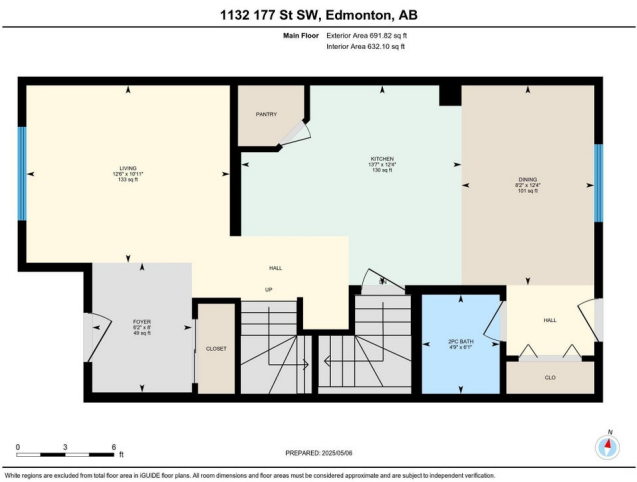 1132 177 St SW, Edmonton, AB
Main Floor Exterior Area 691.82 sq ft
Interior Area 632.10 sq ft
PANTRY
LIVING
12'6" x 10'11"
133 sq ft
KITCHEN
13'7" x 12'4"
130 sq ft
DINING
8'2" x 12'4"
101 sq ft
HALL
UP
DN
FOYER
6'2" x 8'
49 sq ft
CLOSET
2PC BATH
4'9" x 6'1"
HALL
CLO
0 3 6
ft
PREPARED: 2025/05/06
N
White regions are excluded from total floor area in iGUIDE floor plans. All room dimensions and floor areas must be considered approximate and are subject to independent verification.